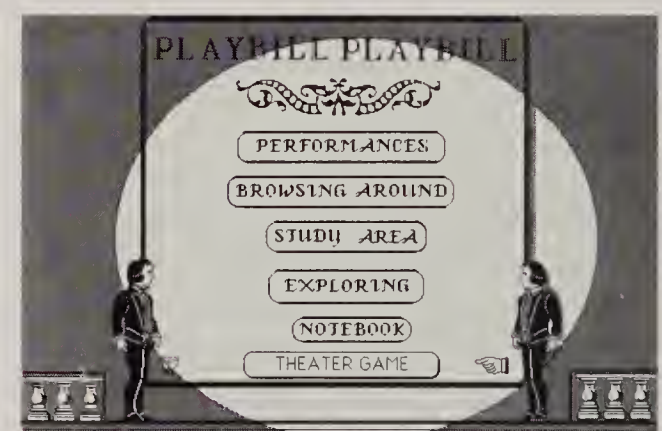 PLAYBILL PLAYBILL
PERFORMANCES
BROWSING AROUND
STUDY AREA
EXPLORING
NOTEBOOK
THEATER GAME